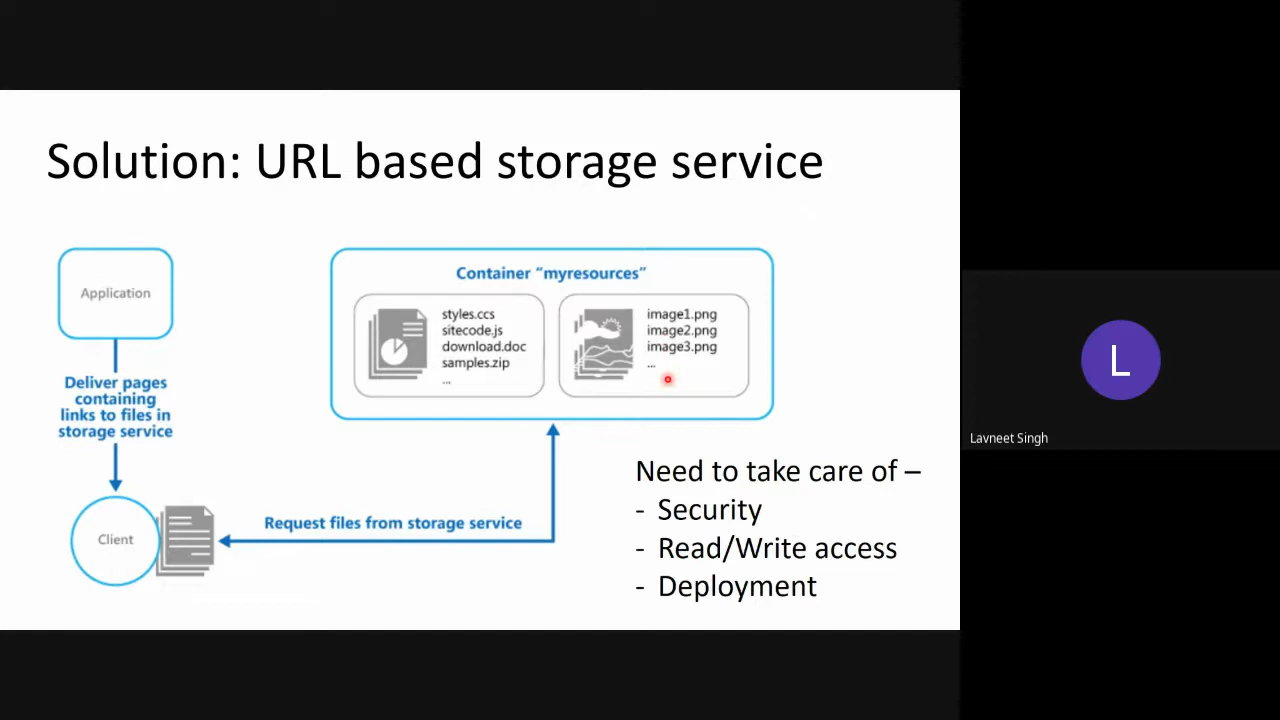 Solution: URL based storage service
Application
Deliver pages
containing
links to files in
storage service
Client
Container “myresources”
styles.ccs
sitecode.js
download.doc
samples.zip
...
image1.png
image2.png
image3.png
...
Request files from storage service
Need to take care of –
- Security
- Read/Write access
- Deployment
L
Lavneet Singh